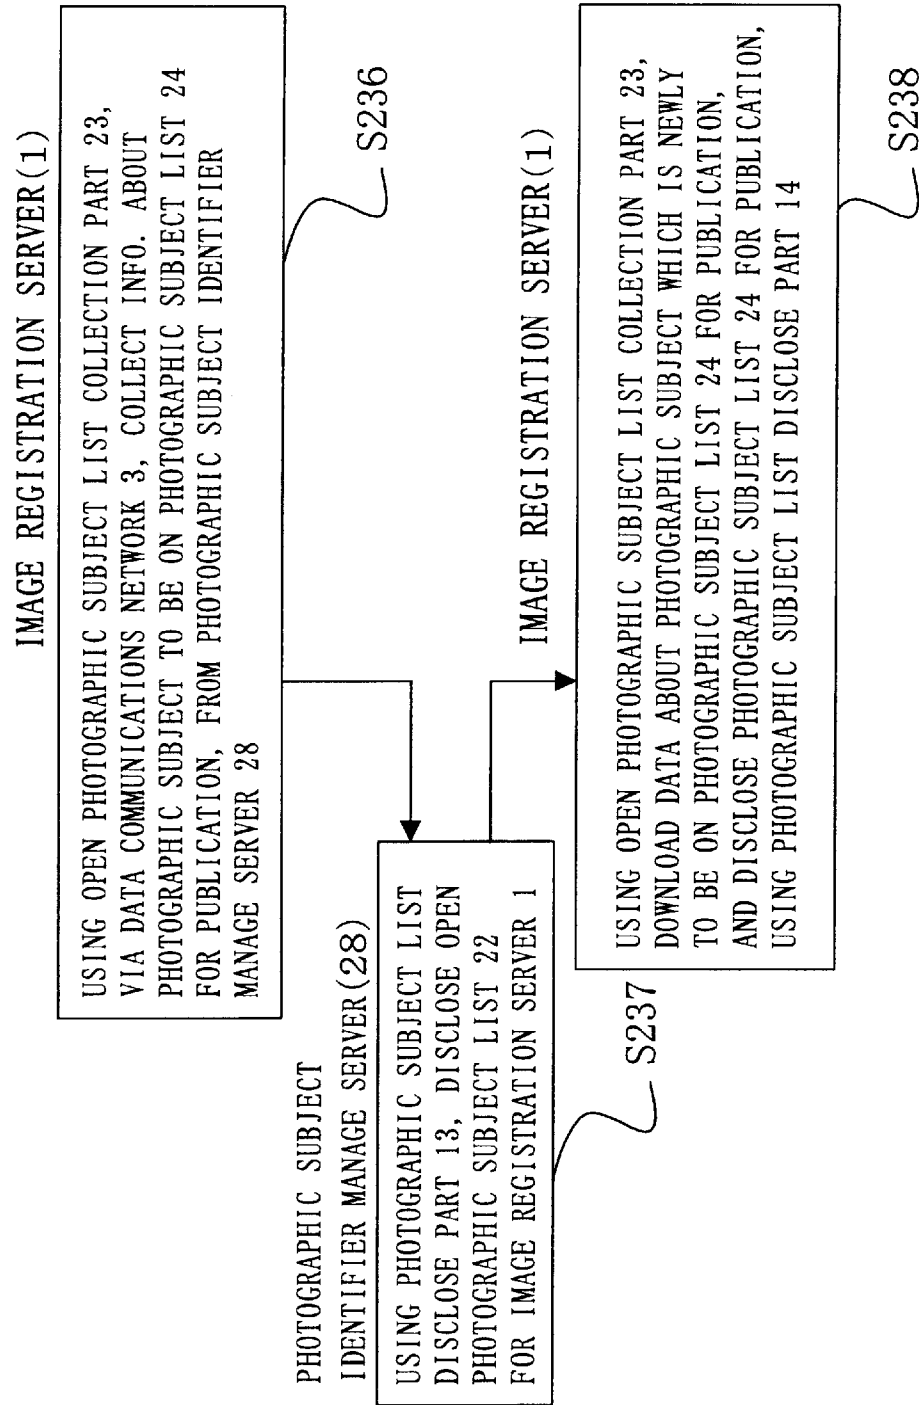 IMAGE REGISTRATION SERVER(1)
USING OPEN PHOTOGRAPHIC SUBJECT LIST COLLECTION PART 23,
VIA DATA COMMUNICATIONS NETWORK 3, COLLECT INFO. ABOUT
PHOTOGRAPHIC SUBJECT TO BE ON PHOTOGRAPHIC SUBJECT LIST 24
FOR PUBLICATION, FROM PHOTOGRAPHIC SUBJECT IDENTIFIER
MANAGE SERVER 28
S236
PHOTOGRAPHIC SUBJECT
IDENTIFIER MANAGE SERVER(28)
USING PHOTOGRAPHIC SUBJECT LIST
DISCLOSE PART 13, DISCLOSE OPEN
PHOTOGRAPHIC SUBJECT LIST 22
FOR IMAGE REGISTRATION SERVER 1
S237
IMAGE REGISTRATION SERVER(1)
USING OPEN PHOTOGRAPHIC SUBJECT LIST COLLECTION PART 23,
DOWNLOAD DATA ABOUT PHOTOGRAPHIC SUBJECT WHICH IS NEWLY
TO BE ON PHOTOGRAPHIC SUBJECT LIST 24 FOR PUBLICATION,
AND DISCLOSE PHOTOGRAPHIC SUBJECT LIST 24 FOR PUBLICATION,
USING PHOTOGRAPHIC SUBJECT LIST DISCLOSE PART 14
S238